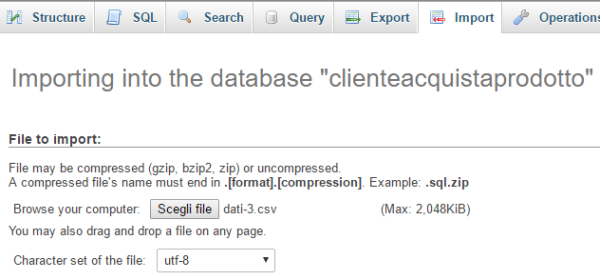 Structure SQL Search Query Export Import Operations
Importing into the database "clienteacquistaprodotto"
File to import:
File may be compressed (gzip, bzip2, zip) or uncompressed.
A compressed file's name must end in .[format].[compression]. Example: .sql.zip
Browse your computer: Scegli file dati-3.csv (Max: 2,048KiB)
You may also drag and drop a file on any page.
Character set of the file: utf-8